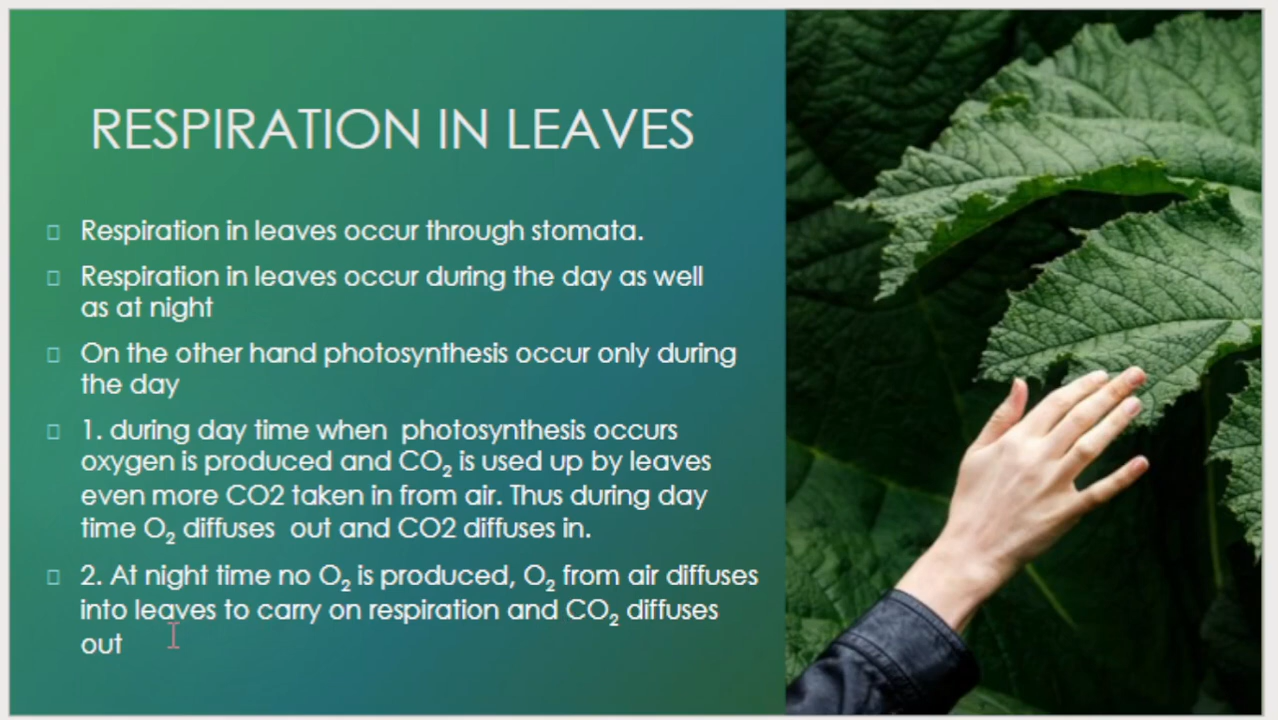 RESPIRATION IN LEAVES
Respiration in leaves occur through stomata.
Respiration in leaves occur during the day as well
as at night
On the other hand photosynthesis occur only during
the day
1. during day time when  photosynthesis occurs
oxygen is produced and CO₂ is used up by leaves
even more CO2 taken in from air. Thus during day
time O₂ diffuses  out and CO2 diffuses in.
2. At night time no O₂ is produced, O₂ from air diffuses
into leaves to carry on respiration and CO₂ diffuses
out